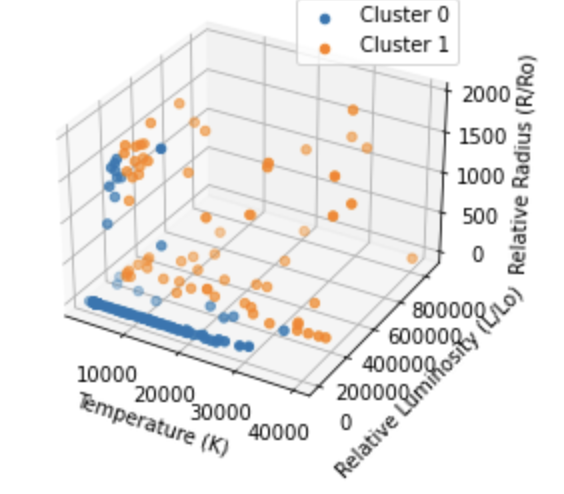 Cluster 0
Cluster 1
2000
1500
1000
500
0
Relative Radius (R/Ro)
800000
600000
400000
200000
0
Relative Luminosity (L/Lo)
10000
20000
30000
40000
Temperature (K)